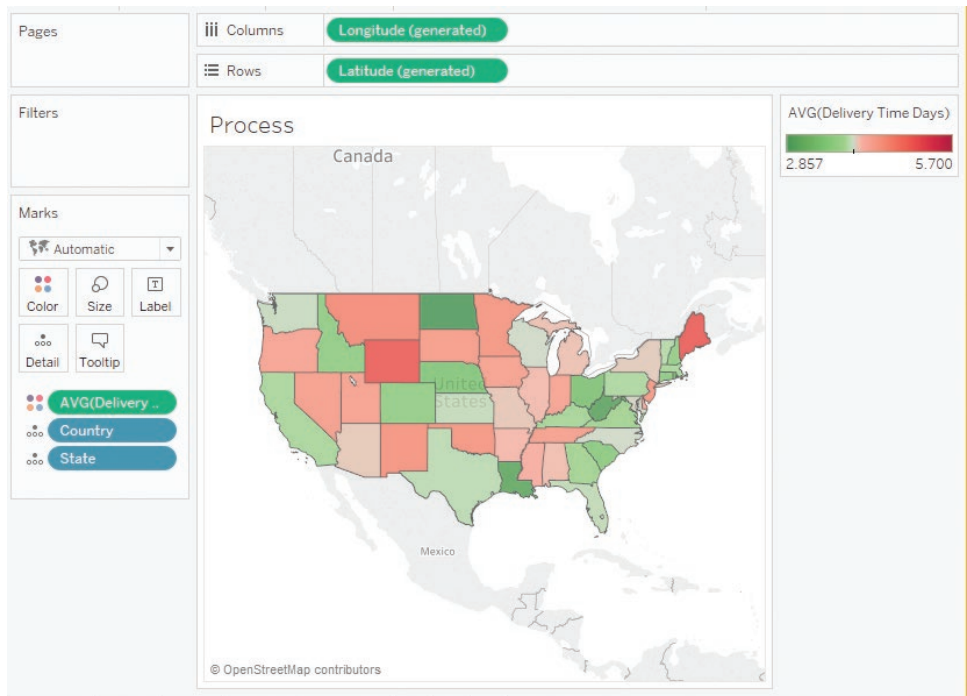 Pages
Columns
Longitude (generated)
Rows
Latitude (generated)
Filters
Process
AVG(Delivery Time Days)
2.857
5.700
Canada
Marks
Automatic
Color
Size
T
Label
Detail
Tooltip
United
States
AVG(Delivery ..
Country
State
Mexico
© OpenStreetMap contributors